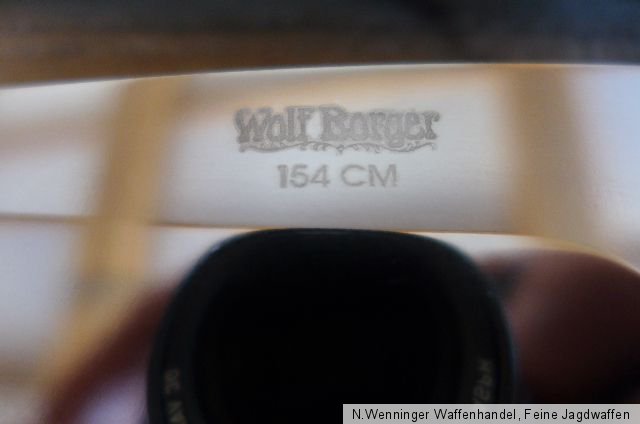 Wolf Borger
154 CM
N.Wenninger Waffenhandel, Feine Jagdwaffen